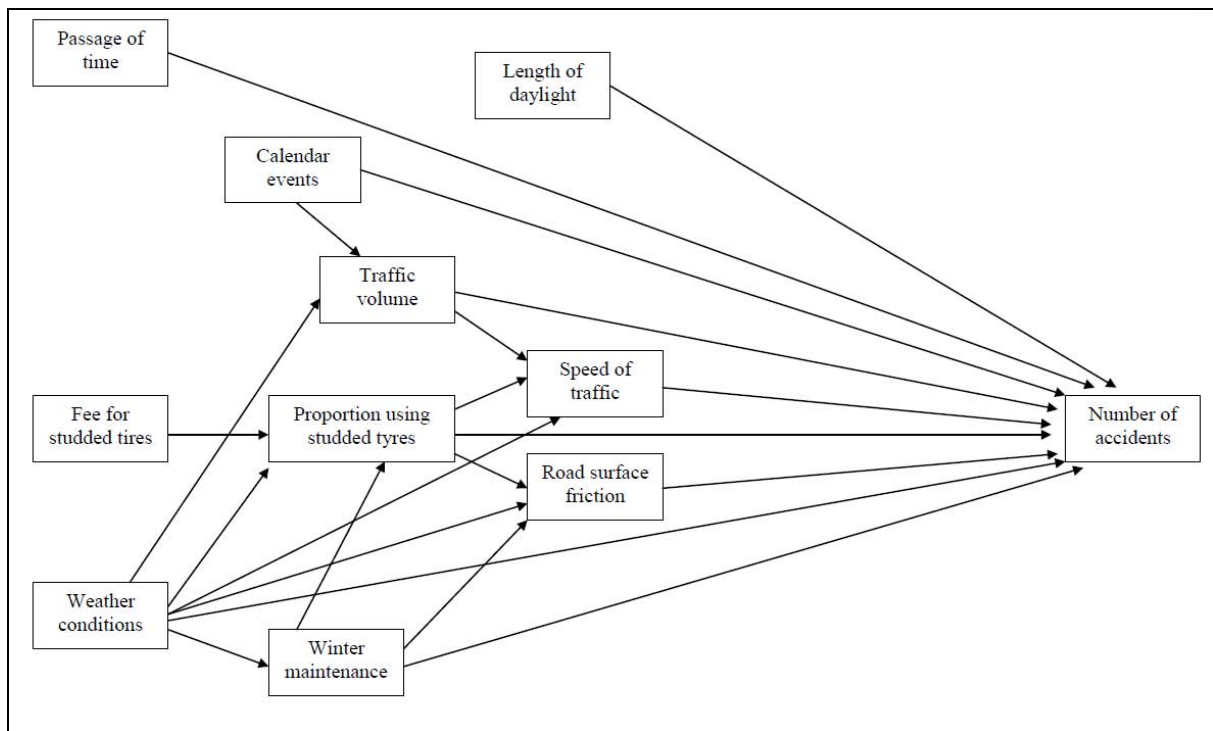 Passage of
time
Length of
daylight
Calendar
events
Traffic
volume
Speed of
traffic
Fee for
studded tires
Proportion using
studded tyres
Number of
accidents
Road surface
friction
Weather
conditions
Winter
maintenance